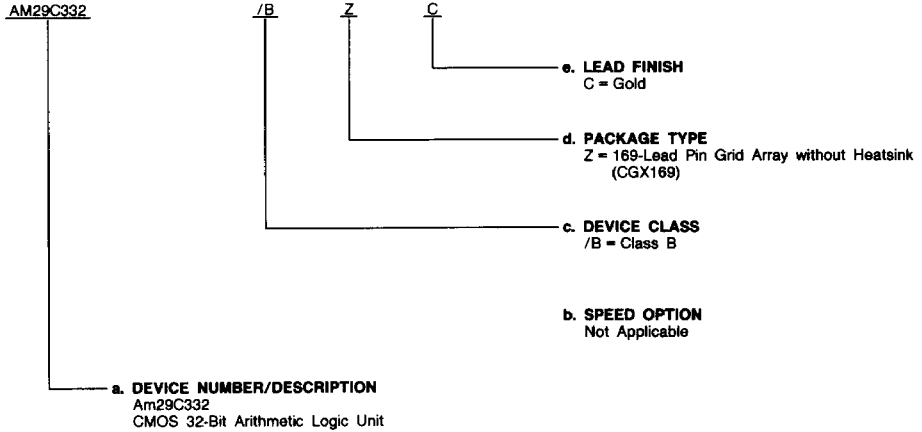 AM29C332 /B Z C
e. LEAD FINISH
C = Gold
d. PACKAGE TYPE
Z = 169-Lead Pin Grid Array without Heatsink
(CGX169)
c. DEVICE CLASS
/B = Class B
b. SPEED OPTION
Not Applicable
a. DEVICE NUMBER/DESCRIPTION
Am29C332
CMOS 32-Bit Arithmetic Logic Unit